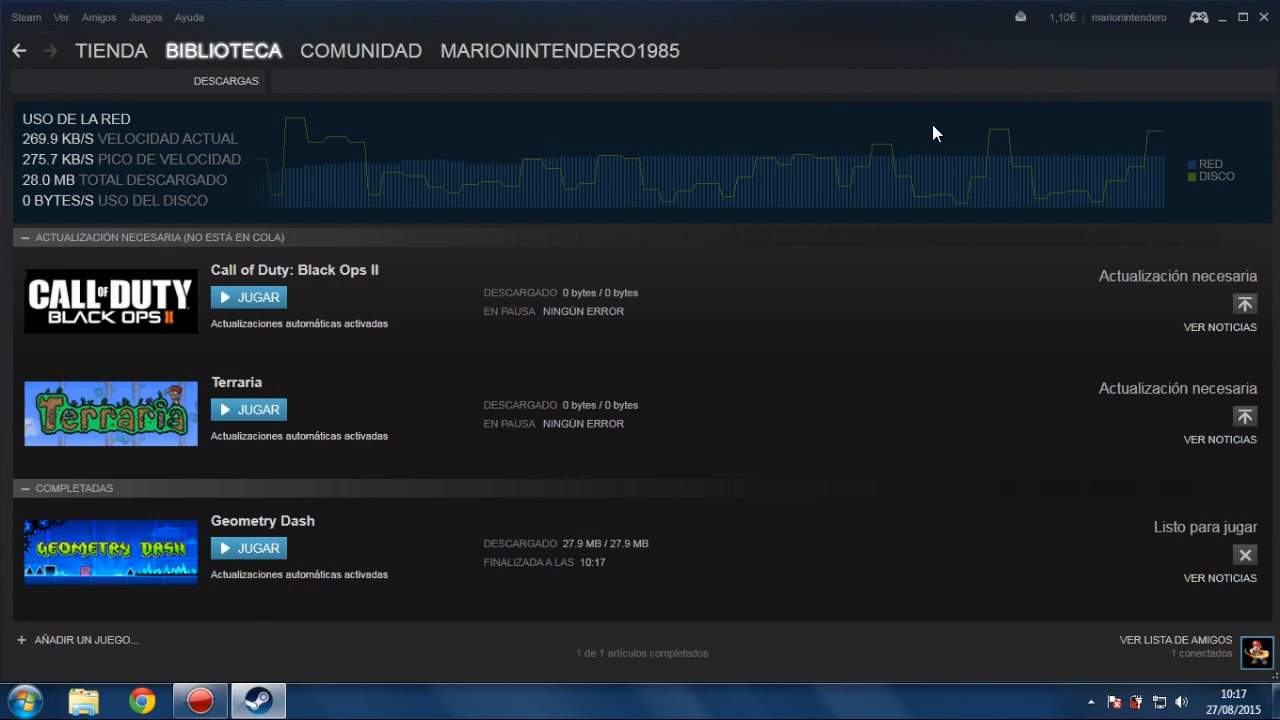 Steam Ver Amigos Juegos Ayuda 1,10€ marionintendero
TIENDA BIBLIOTECA COMUNIDAD MARIONINTENDERO1985
DESCARGAS
USO DE LA RED
269.9 KB/S VELOCIDAD ACTUAL
275.7 KB/S PICO DE VELOCIDAD
28.0 MB TOTAL DESCARGADO
0 BYTES/S USO DEL DISCO
RED
DISCO
ACTUALIZACIÓN NECESARIA (NO ESTÁ EN COLA)
CALL OF DUTY
BLACK OPS II
Call of Duty: Black Ops II
JUGAR
Actualizaciones automáticas activadas
DESCARGADO 0 bytes / 0 bytes
EN PAUSA NINGÚN ERROR
Actualización necesaria
VER NOTICIAS
Terraria
Terraria
JUGAR
Actualizaciones automáticas activadas
DESCARGADO 0 bytes / 0 bytes
EN PAUSA NINGÚN ERROR
Actualización necesaria
VER NOTICIAS
COMPLETADAS
GEOMETRY DASH
Geometry Dash
JUGAR
Actualizaciones automáticas activadas
DESCARGADO 27.9 MB / 27.9 MB
FINALIZADA A LAS 10:17
Listo para jugar
VER NOTICIAS
+ AÑADIR UN JUEGO...
1 de 1 artículos completados
VER LISTA DE AMIGOS
1 conectados
10:17
27/08/2015